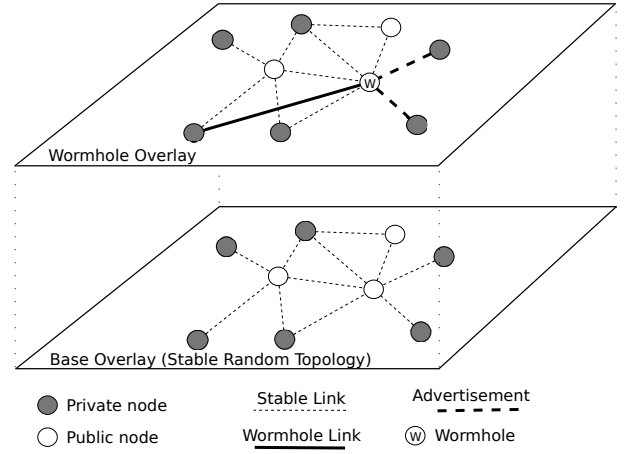 W
Wormhole Overlay
Base Overlay (Stable Random Topology)
Private node
Stable Link
Advertisement
Public node
Wormhole Link
W Wormhole